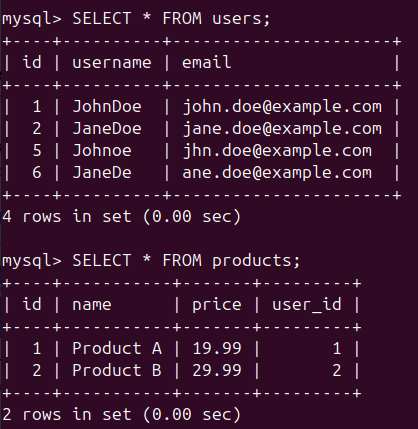 mysql> SELECT * FROM users;
+----+----------+----------------------+
| id | username | email                |
+----+----------+----------------------+
|  1 | JohnDoe  | john.doe@example.com |
|  2 | JaneDoe  | jane.doe@example.com |
|  5 | Johnoe   | jhn.doe@example.com  |
|  6 | JaneDe   | ane.doe@example.com  |
+----+----------+----------------------+
4 rows in set (0.00 sec)

mysql> SELECT * FROM products;
+----+-----------+-------+---------+
| id | name      | price | user_id |
+----+-----------+-------+---------+
|  1 | Product A | 19.99 |       1 |
|  2 | Product B | 29.99 |       2 |
+----+-----------+-------+---------+
2 rows in set (0.00 sec)